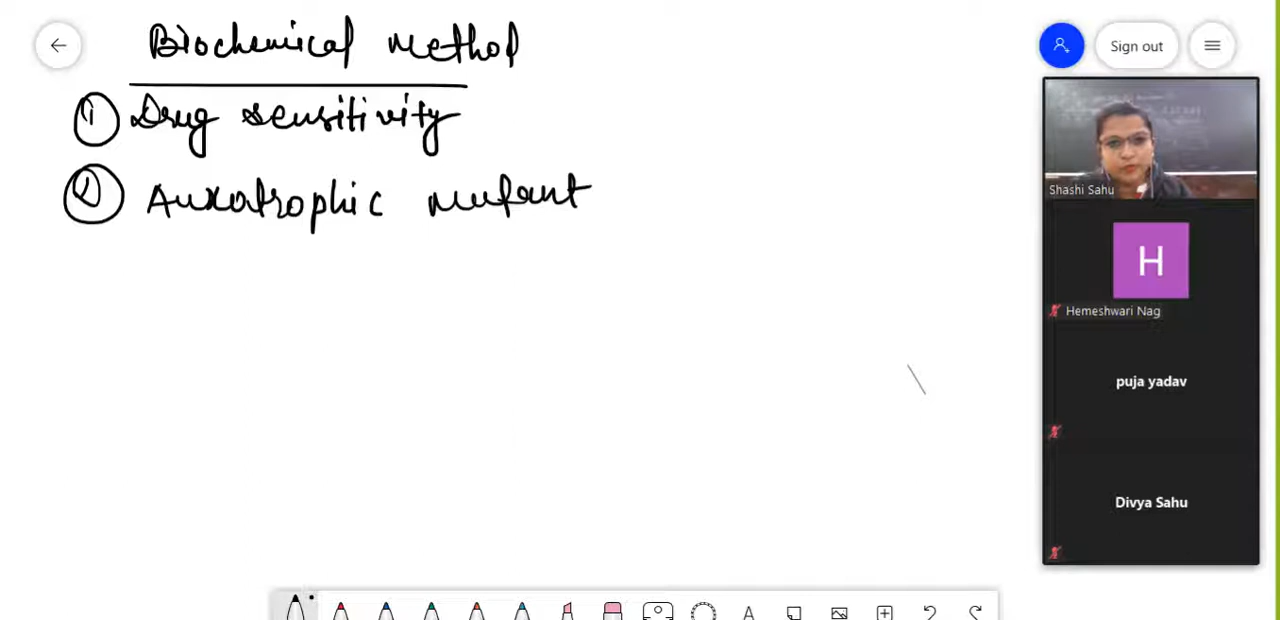 Biochemical method
① Drug sensitivity
② Auxotrophic mutant
Sign out
Shashi Sahu
H
Hemeshwari Nag
puja yadav
Divya Sahu
A